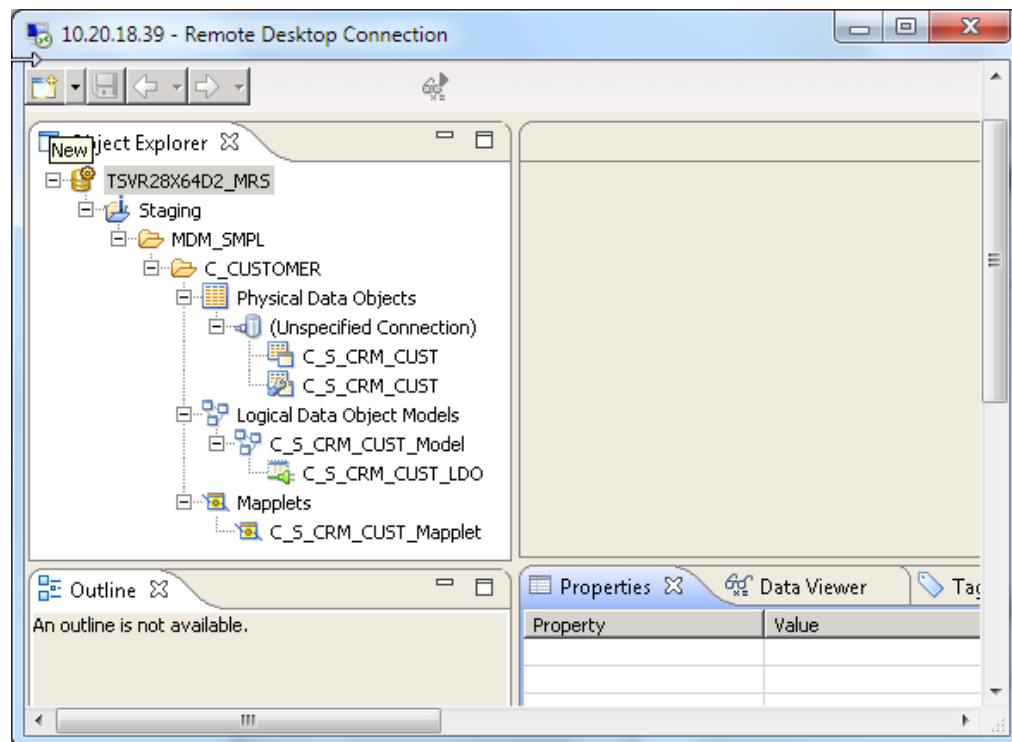 10.20.18.39 - Remote Desktop Connection
New
ject Explorer
TSVR28X64D2_MRS
Staging
MDM_SMPL
C_CUSTOMER
Physical Data Objects
(Unspecified Connection)
C_S_CRM_CUST
C_S_CRM_CUST
Logical Data Object Models
C_S_CRM_CUST_Model
C_S_CRM_CUST_LDO
Mapplets
C_S_CRM_CUST_Mapplet
Outline
An outline is not available.
Properties Data Viewer Tag
Property Value